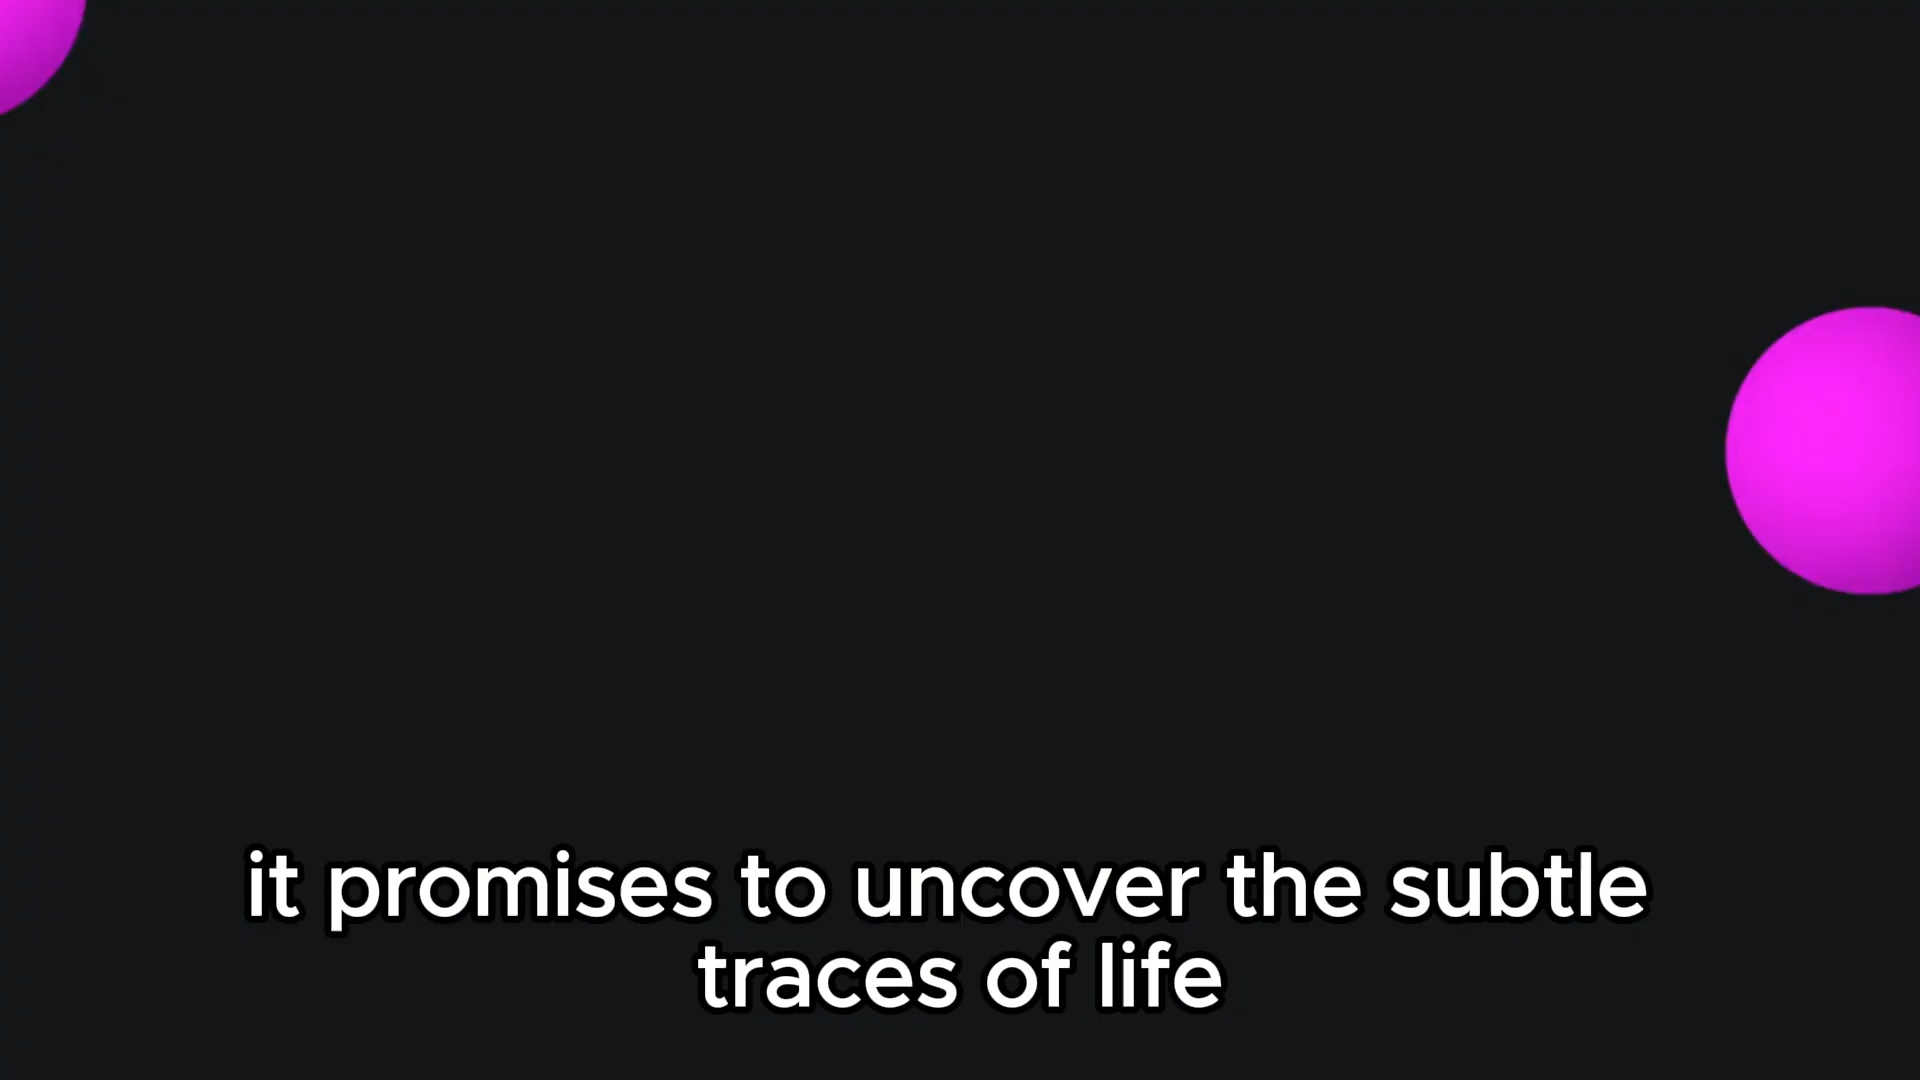 it promises to uncover the subtle
traces of life